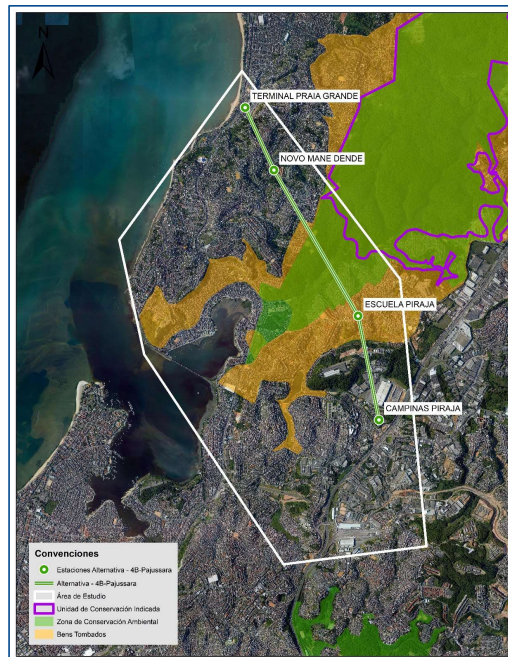 N
TERMINAL PRAIA GRANDE
NOVO MANE DENDE
ESCUELA PIRAJA
CAMPINAS PIRAJA
Convenciones
Estaciones Alternativa - 4B-Pajussara
Alternativa - 4B-Pajussara
Área de Estudio
Unidad de Conservación Indicada
Zona de Conservación Ambiental
Bens Tombados